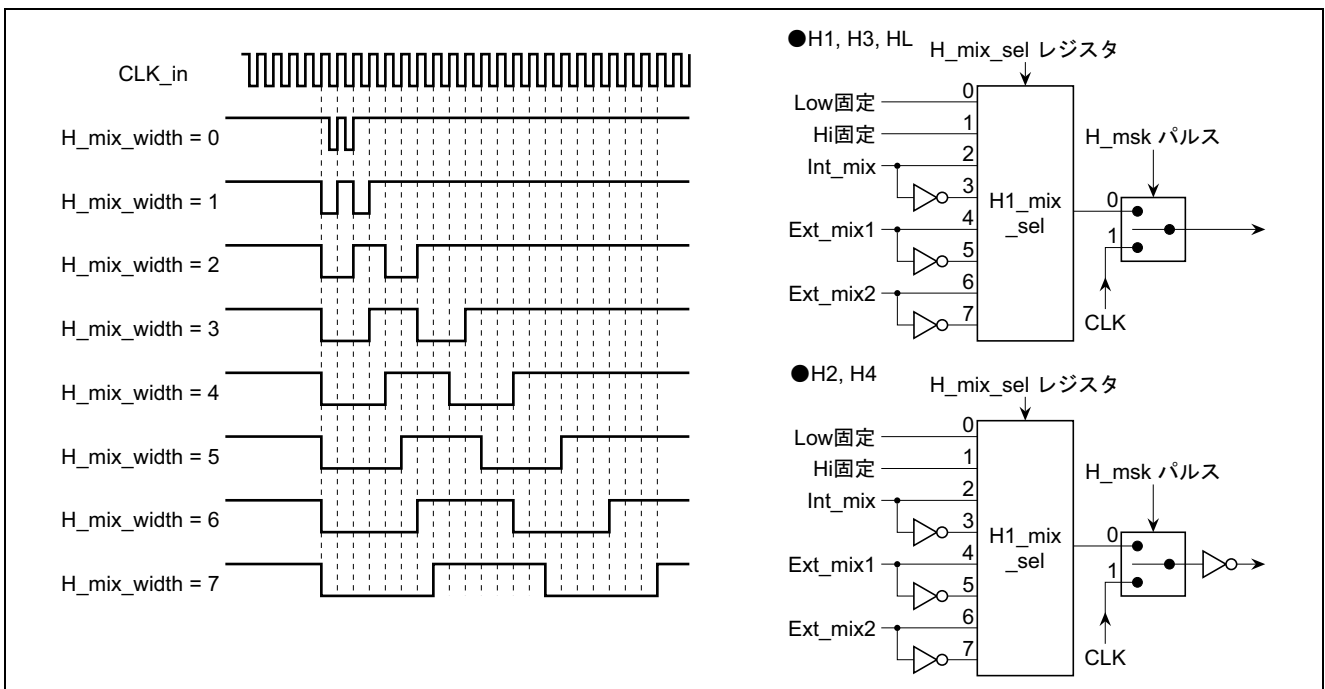 CLK_in
H_mix_width = 0
H_mix_width = 1
H_mix_width = 2
H_mix_width = 3
H_mix_width = 4
H_mix_width = 5
H_mix_width = 6
H_mix_width = 7
●H1, H3, HL
H_mix_sel レジスタ
Low固定
0
Hi固定
1
Int_mix
2
3
Ext_mix1
4
5
Ext_mix2
6
7
H1_mix
_sel
H_msk パルス
0
1
CLK
●H2, H4
H_mix_sel レジスタ
Low固定
0
Hi固定
1
Int_mix
2
3
Ext_mix1
4
5
Ext_mix2
6
7
H1_mix
_sel
H_msk パルス
0
1
CLK